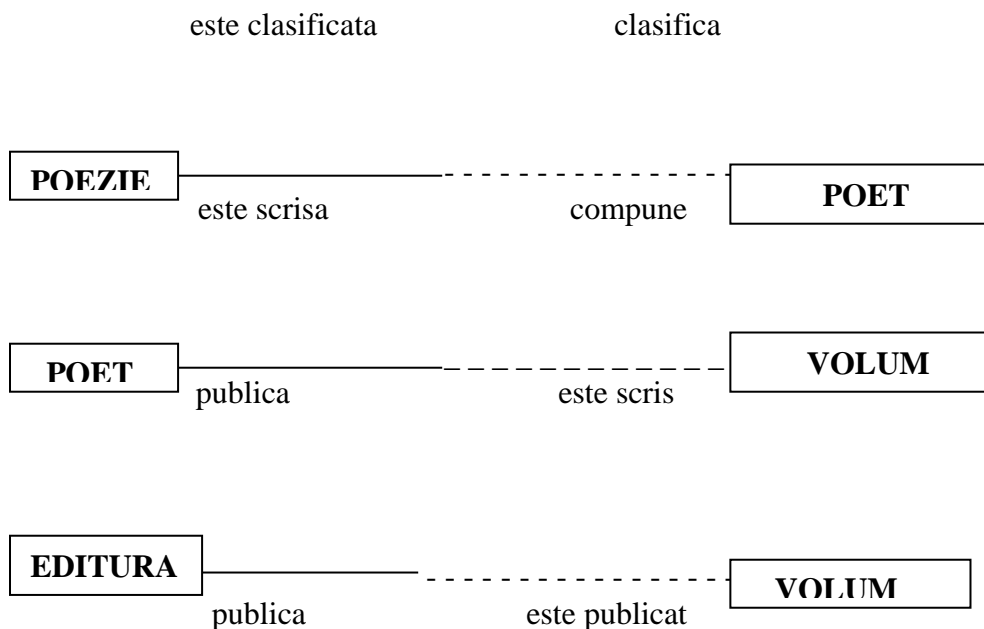 este clasificata clasifica
POEZIE
POET
este scrisa compune
POET VOLUM
publica este scris
EDITURA
VOLUM
publica este publicat